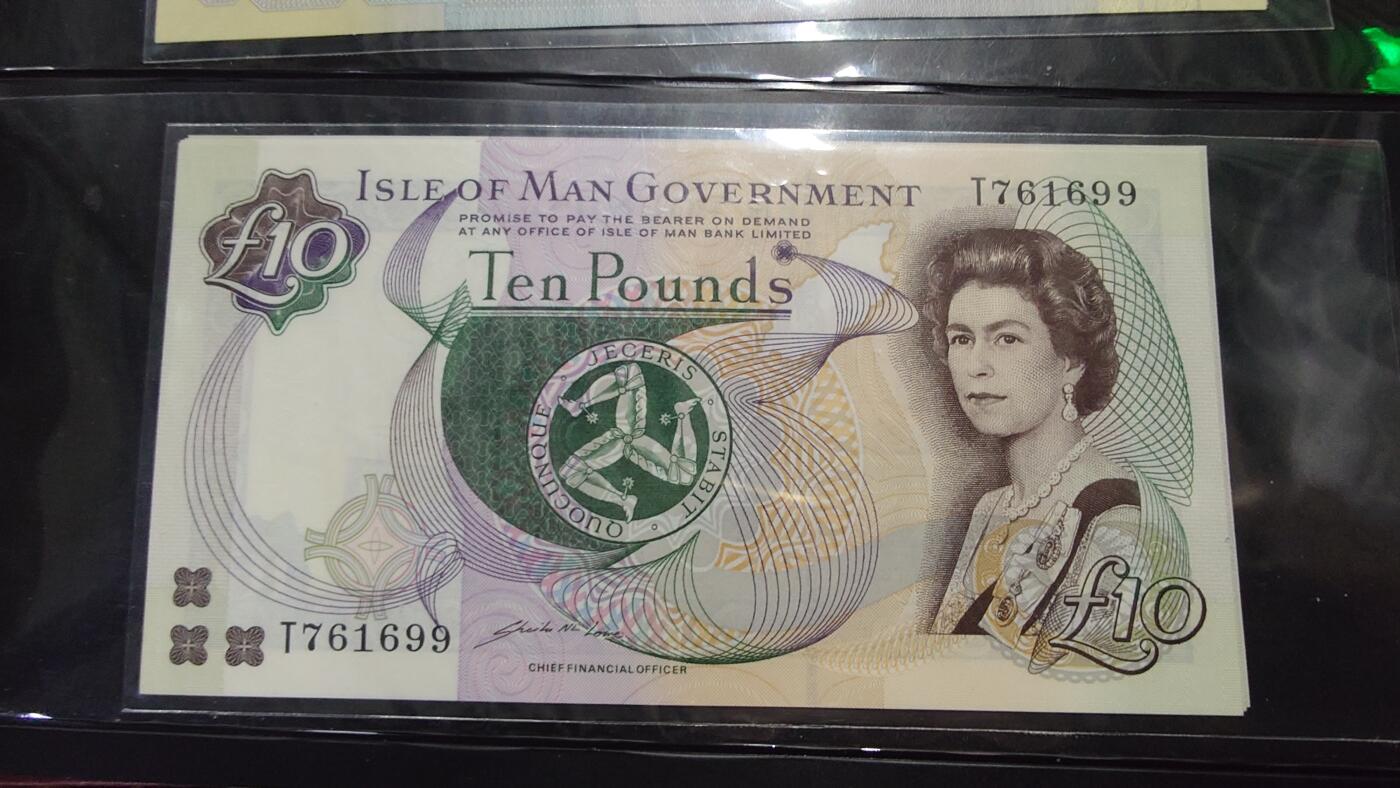 £10
ISLE OF MAN GOVERNMENT
T761699
PROMISE TO PAY THE BEARER ON DEMAND
AT ANY OFFICE OF ISLE OF MAN BANK LIMITED
Ten Pounds
QUOCUNQUE JECERIS STABIT
£10
T761699
CHIEF FINANCIAL OFFICER